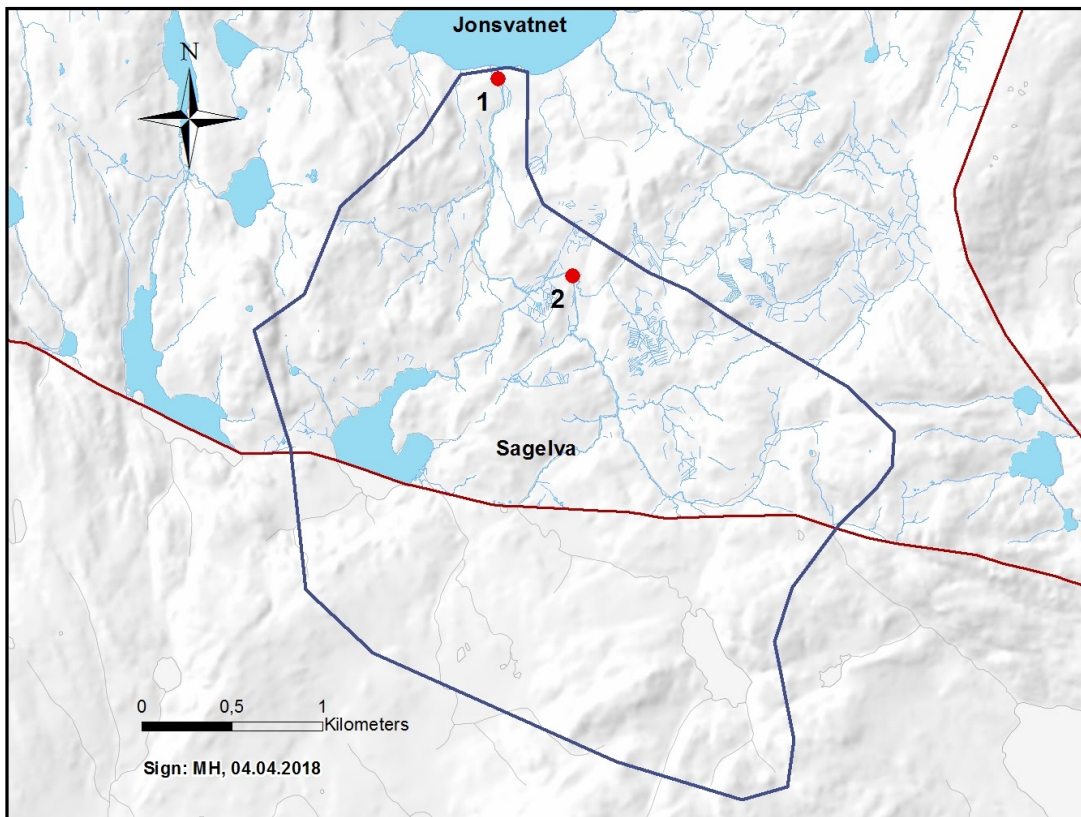 Jonsvatnet
N
1
2
Sagelva
0 0,5 1
Kilometers
Sign: MH, 04.04.2018